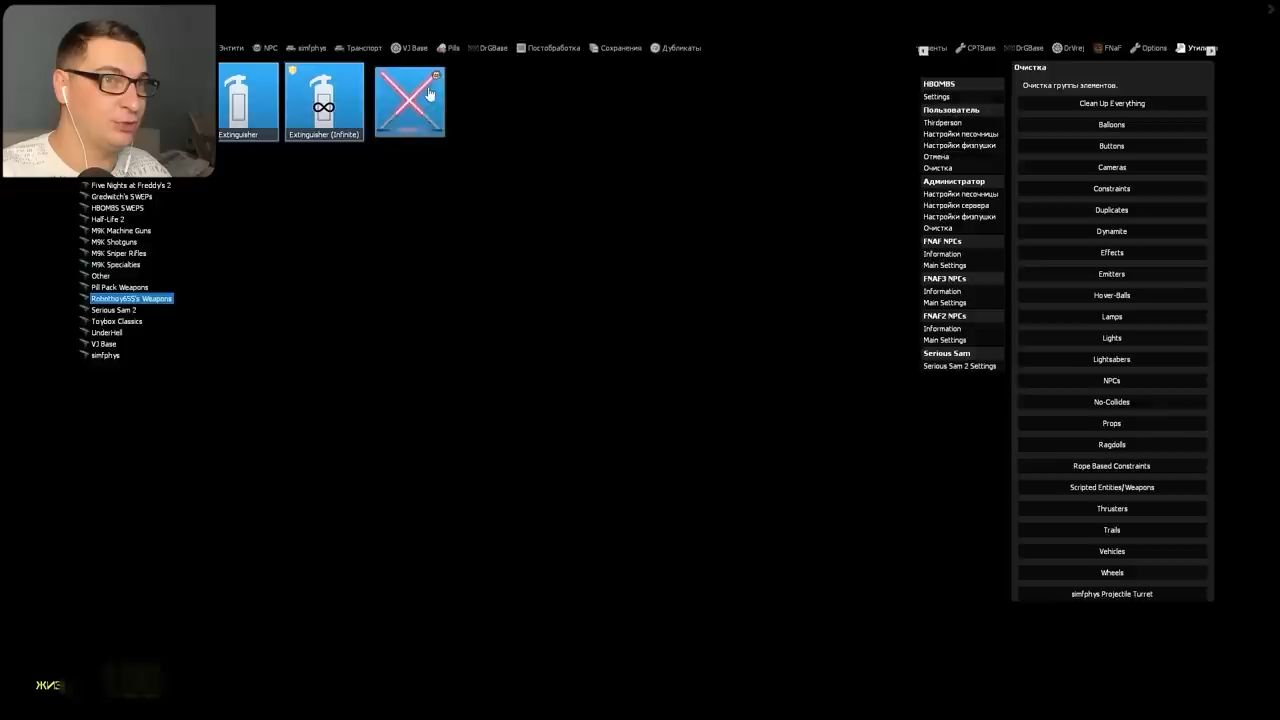 Энтити NPC simfphys Транспорт VJ Base Pills DrGBase Постобработка Сохранения Дубликаты
CPTBase DrGBase DrVrej FNaF Options
Extinguisher
Extinguisher (Infinite)
Five Nights at Freddy's 2
Gredwitch's SWEPs
HBOMBS SWEPS
Half-Life 2
M9K Machine Guns
M9K Shotguns
M9K Sniper Rifles
M9K Specialties
Other
Pill Pack Weapons
Robotboy655's Weapons
Serious Sam 2
Toybox Classics
UnderHell
VJ Base
simfphys
HBOMBS
Settings
Пользователь
Thirdperson
Настройки песочницы
Настройки физпушки
Отмена
Очистка
Администратор
Настройки песочницы
Настройки сервера
Настройки физпушки
Очистка
FNAF NPCs
Information
Main Settings
FNAF3 NPCs
Information
Main Settings
FNAF2 NPCs
Information
Main Settings
Serious Sam
Serious Sam 2 Settings
Очистка
Очистка группы элементов.
Clean Up Everything
Balloons
Buttons
Cameras
Constraints
Duplicates
Dynamite
Effects
Emitters
Hover-Balls
Lamps
Lights
Lightsabers
NPCs
No-Collides
Props
Ragdolls
Rope Based Constraints
Scripted Entities/Weapons
Thrusters
Trails
Vehicles
Wheels
simfphys Projectile Turret